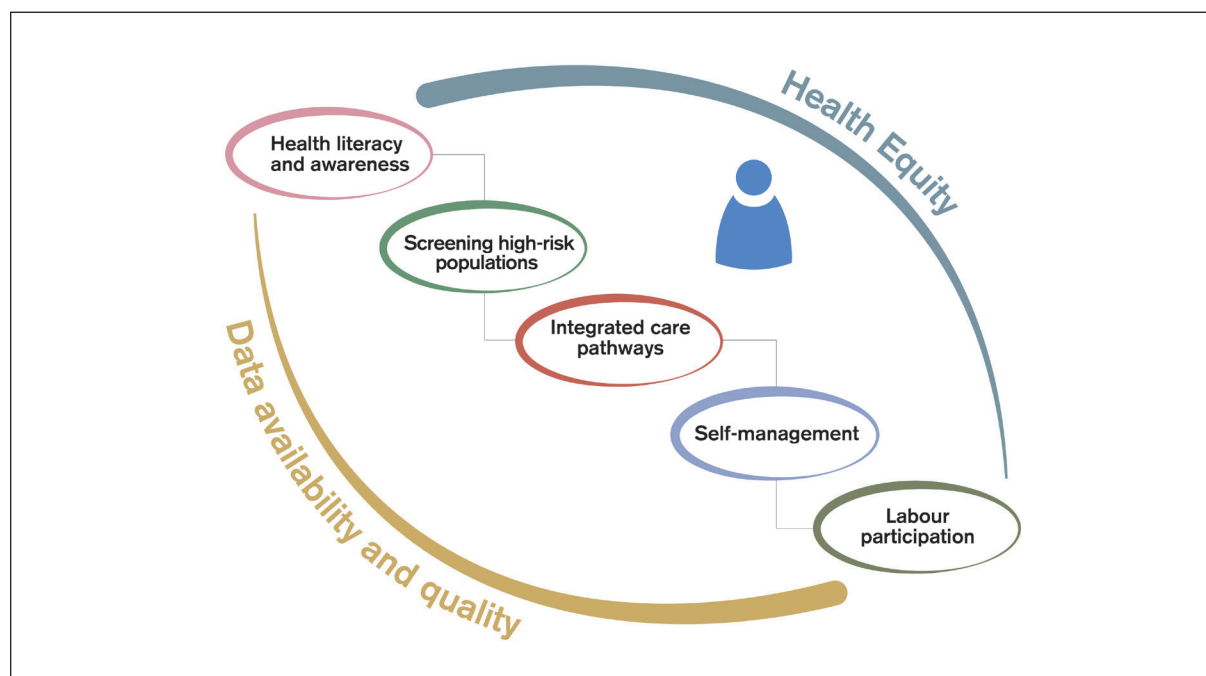 Health Equity
Health literacy
and awareness
Screening high-risk
populations
Integrated care
pathways
Self-management
Labour
participation
Data availability and quality